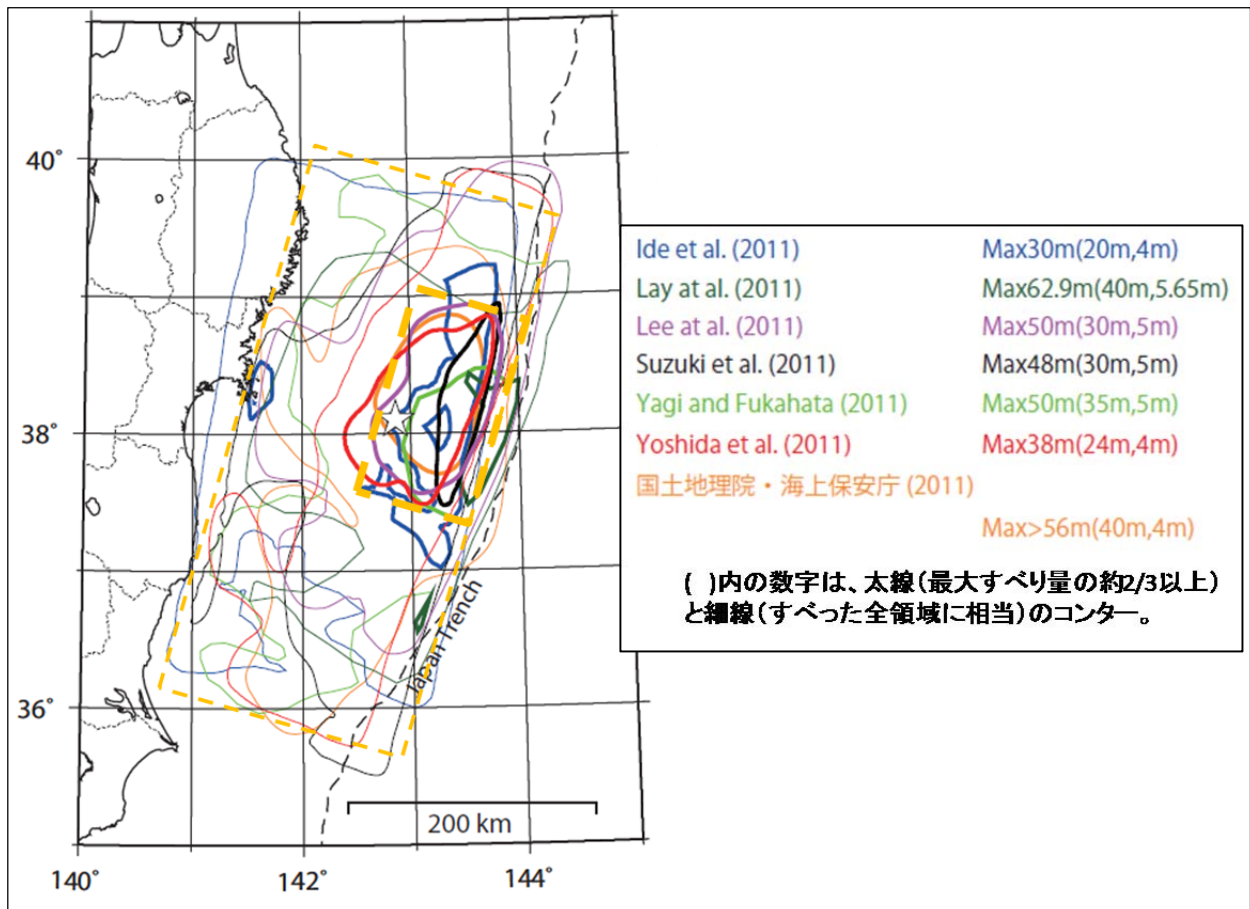 40°
38°
36°
140°
142°
144°
Japan Trench
200 km
Ide et al. (2011) Max30m(20m,4m)
Lay at al. (2011) Max62.9m(40m,5.65m)
Lee at al. (2011) Max50m(30m,5m)
Suzuki et al. (2011) Max48m(30m,5m)
Yagi and Fukahata (2011) Max50m(35m,5m)
Yoshida et al. (2011) Max38m(24m,4m)
国土地理院・海上保安庁 (2011)
Max>56m(40m,4m)
( )内の数字は、太線(最大すべり量の約2/3以上)
と細線(すべった全領域に相当)のコンター。